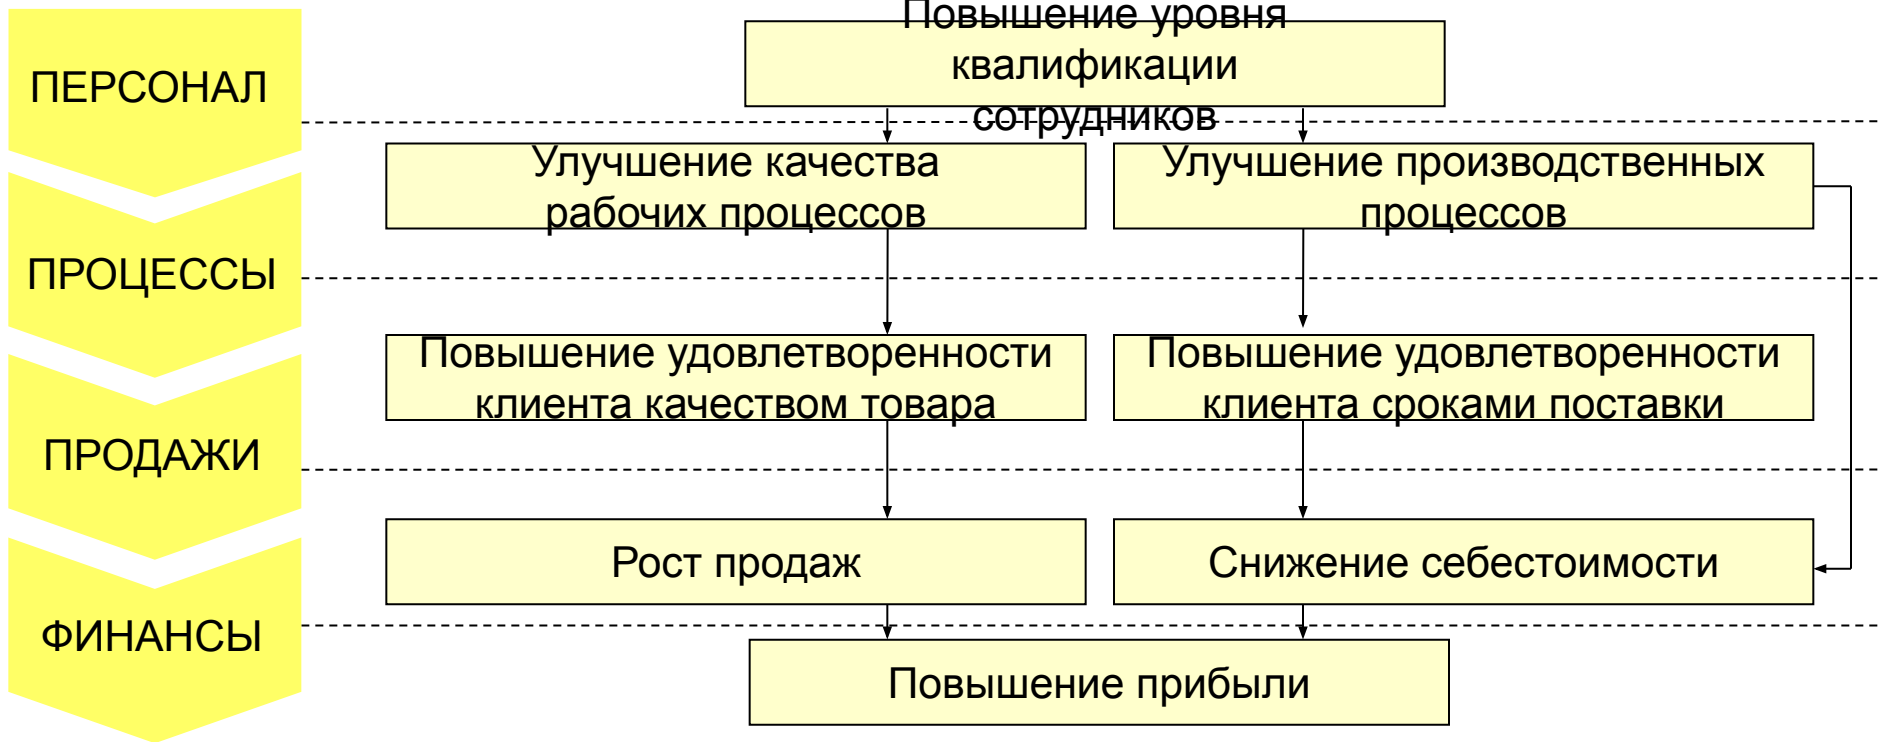 ПЕРСОНАЛ
Повышение уровня
квалификации
сотрудников
ПРОЦЕССЫ
Улучшение качества
рабочих процессов
Улучшение производственных
процессов
ПРОДАЖИ
Повышение удовлетворенности
клиента качеством товара
Повышение удовлетворенности
клиента сроками поставки
ФИНАНСЫ
Рост продаж
Снижение себестоимости
Повышение прибыли